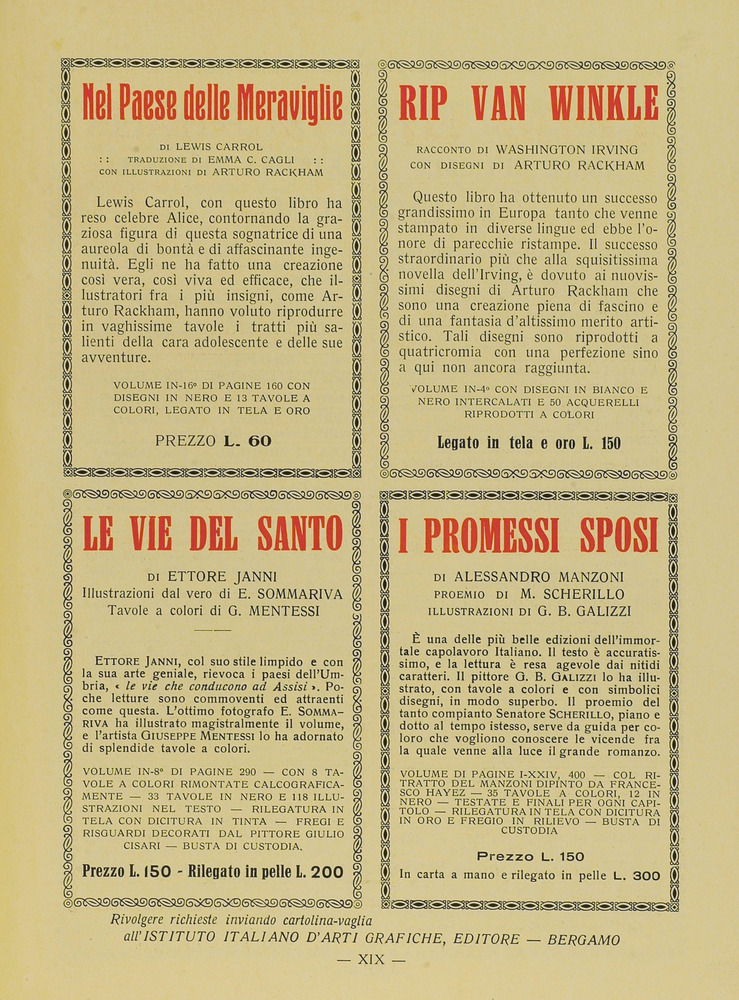 Nel Paese delle Meraviglie
DI LEWIS CARROL
: : TRADUZIONE DI EMMA C. CAGLI : :
CON ILLUSTRAZIONI DI ARTURO RACKHAM
Lewis Carrol, con questo libro ha
reso celebre Alice, contornando la gra-
ziosa figura di questa sognatrice di una
aureola di bontà e di affascinante inge-
nuità. Egli ne ha fatto una creazione
così vera, così viva ed efficace, che il-
lustratori fra i più insigni, come Ar-
turo Rackham, hanno voluto riprodurre
in vaghissime tavole i tratti più sa-
lienti della cara adolescente e delle sue
avventure.
VOLUME IN-16º DI PAGINE 160 CON
DISEGNI IN NERO E 13 TAVOLE A
COLORI, LEGATO IN TELA E ORO
PREZZO L. 60
RIP VAN WINKLE
RACCONTO DI WASHINGTON IRVING
CON DISEGNI DI ARTURO RACKHAM
Questo libro ha ottenuto un successo
grandissimo in Europa tanto che venne
stampato in diverse lingue ed ebbe l'o-
nore di parecchie ristampe. Il successo
straordinario più che alla squisitissima
novella dell'Irving, è dovuto ai nuovis-
simi disegni di Arturo Rackham che
sono una creazione piena di fascino e
di una fantasia d'altissimo merito arti-
stico. Tali disegni sono riprodotti a
quatricromia con una perfezione sino
a qui non ancora raggiunta.
VOLUME IN-4º CON DISEGNI IN BIANCO E
NERO INTERCALATI E 50 ACQUERELLI
RIPRODOTTI A COLORI
Legato in tela e oro L. 150
LE VIE DEL SANTO
DI ETTORE JANNI
Illustrazioni dal vero di E. SOMMARIVA
Tavole a colori di G. MENTESSI
ETTORE JANNI, col suo stile limpido e con
la sua arte geniale, rievoca i paesi dell'Um-
bria, « le vie che conducono ad Assisi ». Po-
che letture sono commoventi ed attraenti
come questa. L'ottimo fotografo E. SOMMA-
RIVA ha illustrato magistralmente il volume,
e l'artista GIUSEPPE MENTESSI lo ha adornato
di splendide tavole a colori.
VOLUME IN-8º DI PAGINE 290 — CON 8 TA-
VOLE A COLORI RIMONTATE CALCOGRAFICA-
MENTE — 33 TAVOLE IN NERO E 118 ILLU-
STRAZIONI NEL TESTO — RILEGATURA IN
TELA CON DICITURA IN TINTA — FREGI E
RISGUARDI DECORATI DAL PITTORE GIULIO
CISARI — BUSTA DI CUSTODIA.
Prezzo L. 150 - Rilegato in pelle L. 200
I PROMESSI SPOSI
DI ALESSANDRO MANZONI
PROEMIO DI M. SCHERILLO
ILLUSTRAZIONI DI G. B. GALIZZI
È una delle più belle edizioni dell'immor-
tale capolavoro Italiano. Il testo è accuratis-
simo, e la lettura è resa agevole dai nitidi
caratteri. Il pittore G. B. GALIZZI lo ha illu-
strato, con tavole a colori e con simbolici
disegni, in modo superbo. Il proemio del
tanto compianto Senatore SCHERILLO, piano e
dotto al tempo istesso, serve da guida per co-
loro che vogliono conoscere le vicende fra
la quale venne alla luce il grande romanzo.
VOLUME DI PAGINE I-XXIV, 400 — COL RI-
TRATTO DEL MANZONI DIPINTO DA FRANCE-
SCO HAYEZ — 35 TAVOLE A COLORI, 12 IN
NERO — TESTATE E FINALI PER OGNI CAPI-
TOLO — RILEGATURA IN TELA CON DICITURA
IN ORO E FREGIO IN RILIEVO — BUSTA DI
CUSTODIA
Prezzo L. 150
In carta a mano e rilegato in pelle L. 300
Rivolgere richieste inviando cartolina-vaglia
all'ISTITUTO ITALIANO D'ARTI GRAFICHE, EDITORE — BERGAMO
— XIX —